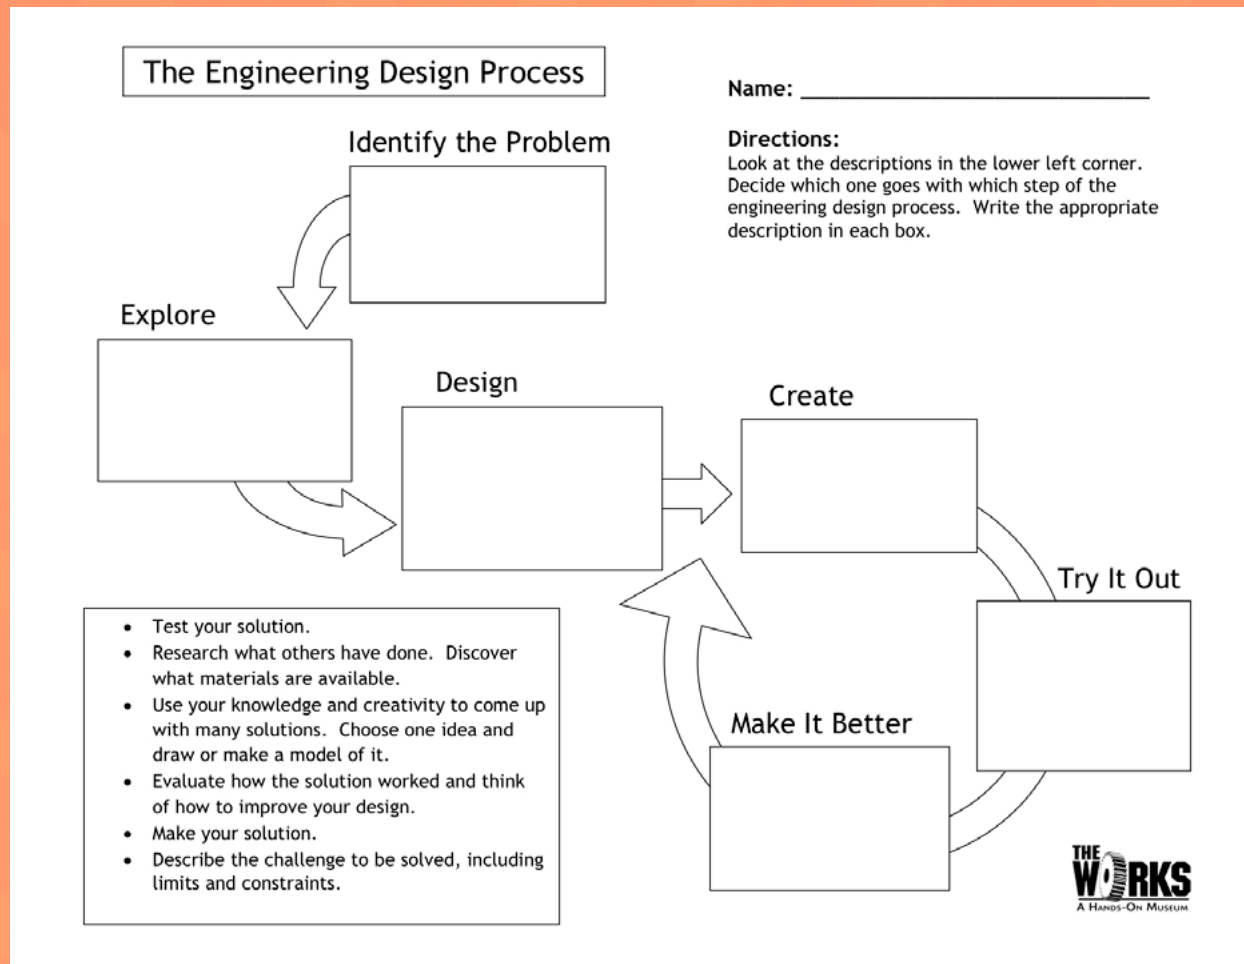 The Engineering Design Process
Name:
Directions:
Look at the descriptions in the lower left corner.
Decide which one goes with which step of the
engineering design process.  Write the appropriate
description in each box.
Identify the Problem
Explore
Design
Create
Try It Out
Make It Better
• Test your solution.
• Research what others have done.  Discover
what materials are available.
• Use your knowledge and creativity to come up
with many solutions.  Choose one idea and
draw or make a model of it.
• Evaluate how the solution worked and think
of how to improve your design.
• Make your solution.
• Describe the challenge to be solved, including
limits and constraints.
THE
WORKS
A HANDS-ON MUSEUM